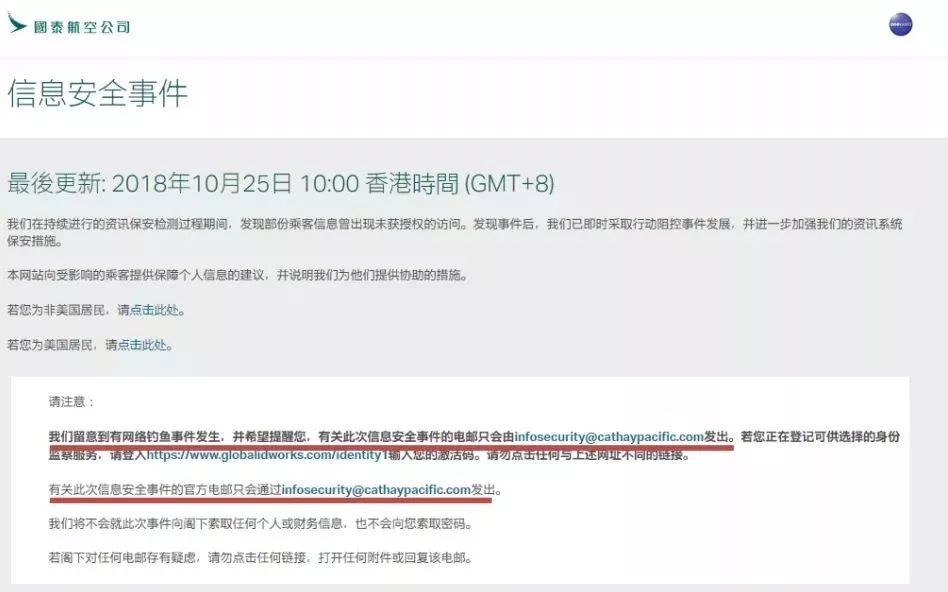 國泰航空公司
oneworld
信息安全事件
最後更新: 2018年10月25日 10:00 香港時間 (GMT+8)
我们在持续进行的资讯保安检测过程期间，发现部份乘客信息曾出现未获授权的访问。发现事件后，我们已即时采取行动阻控事件发展，并进一步加强我们的资讯系统
保安措施。
本网站向受影响的乘客提供保障个人信息的建议，并说明我们为他们提供协助的措施。
若您为非美国居民，请点击此处。
若您为美国居民，请点击此处。
请注意：
我们留意到有网络钓鱼事件发生，并希望提醒您，有关此次信息安全事件的电邮只会由infosecurity@cathaypacific.com发出。若您正在登记可供选择的身份
监察服务，请登入https://www.globalidworks.com/identity1输入您的激活码。请勿点击任何与上述网址不同的链接。
有关此次信息安全事件的官方电邮只会通过infosecurity@cathaypacific.com发出。
我们将不会就此次事件向阁下索取任何个人或财务信息，也不会向您索取密码。
若阁下对任何电邮存有疑虑，请勿点击任何链接，打开任何附件或回复该电邮。